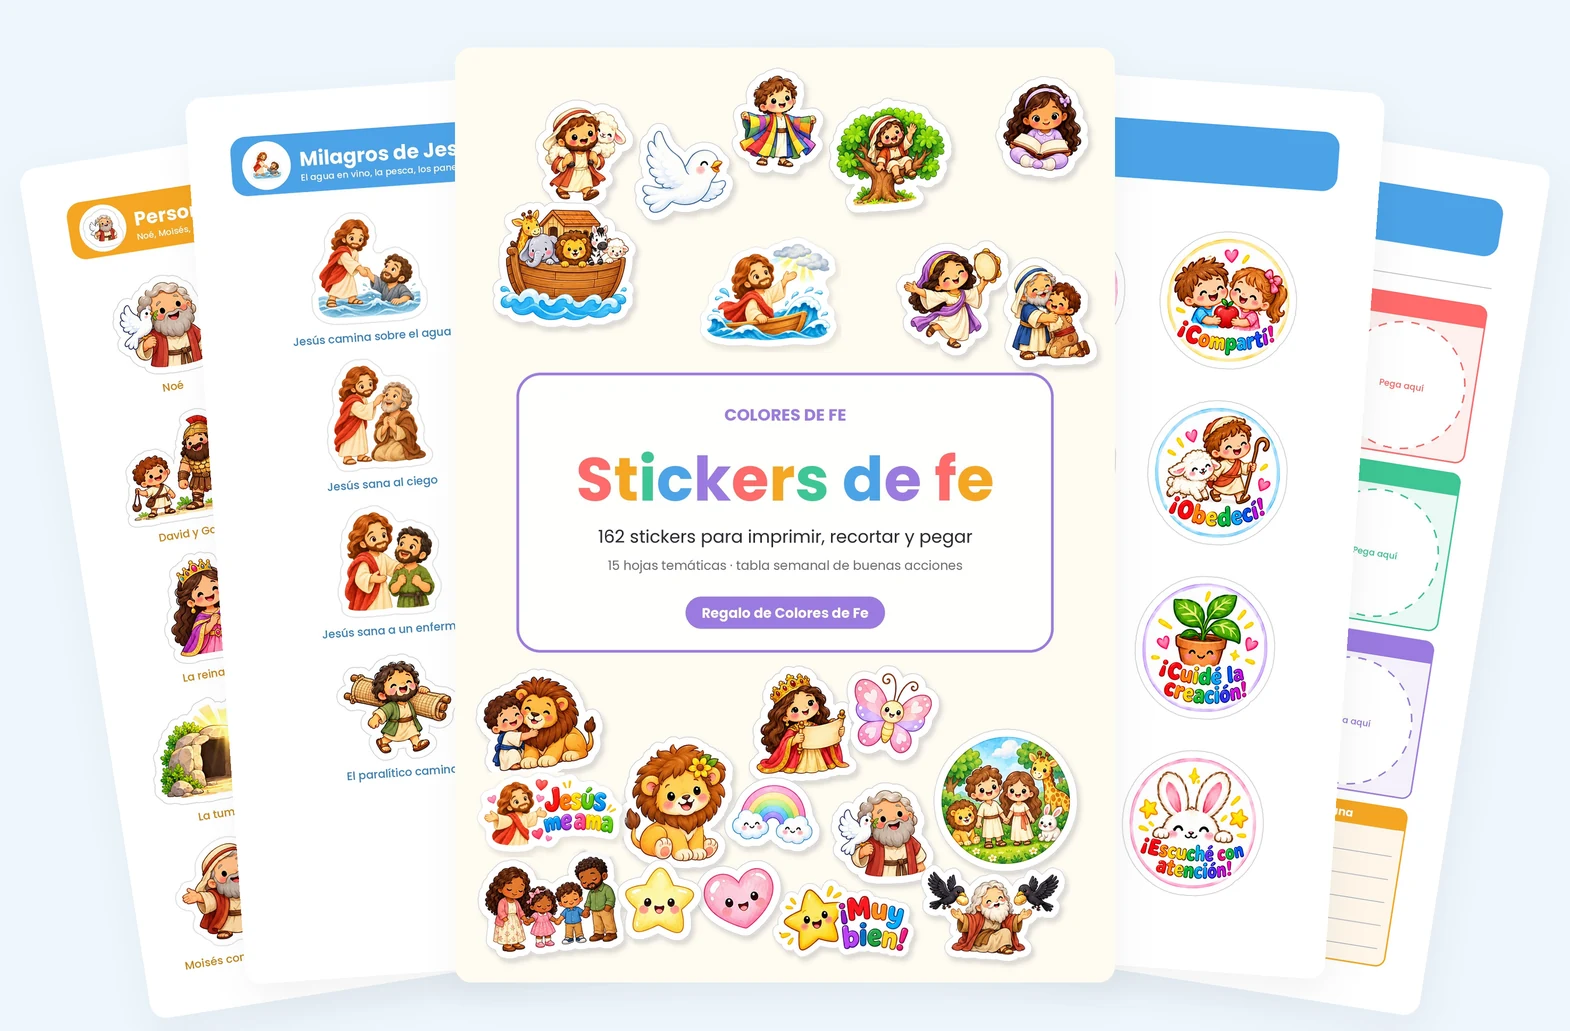 Noé, Moisés,
Noé
David y Go
La reina
La tum
Moisés con
Milagros de Jes
El agua en vino, la pesca, los pane
Jesús camina sobre el agua
Jesús sana al ciego
Jesús sana a un enferm
El paralítico camina
COLORES DE FE
Stickers de fe
162 stickers para imprimir, recortar y pegar
15 hojas temáticas · tabla semanal de buenas acciones
Regalo de Colores de Fe
Jesús
me ama
¡Muy
bien!
¡Compartí!
¡Obedecí!
¡Cuidé la
creación!
¡Escuché con
atención!
Pega aquí
Pega aquí
a aquí